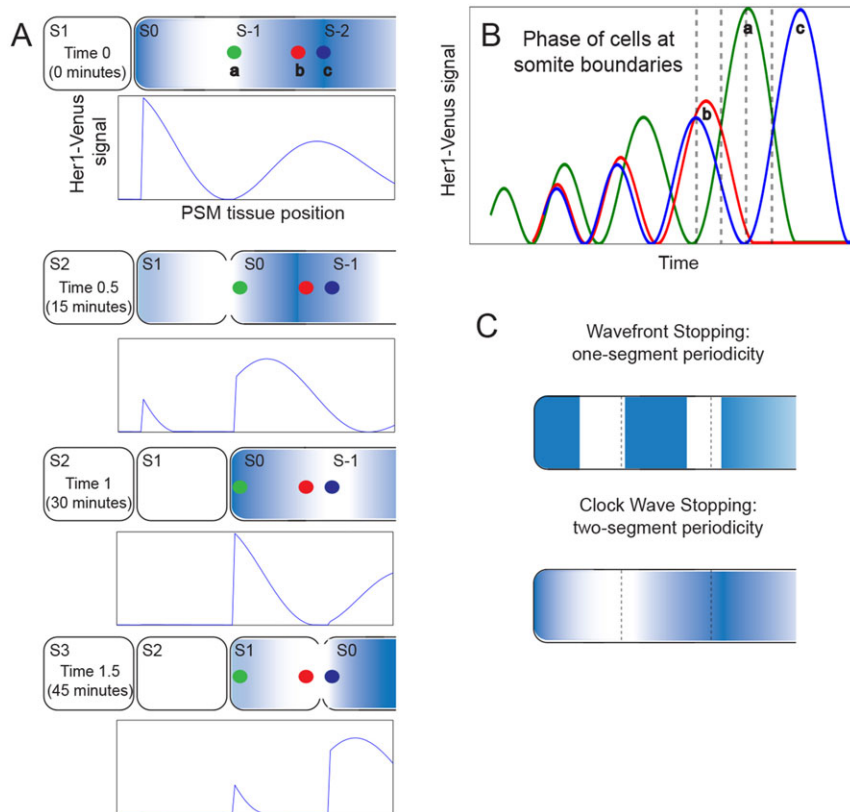 A
S1
Time 0
(0 minutes)
S0
S-1
S-2
a
b
c
Her1-Venus
signal
PSM tissue position
S2
Time 0.5
(15 minutes)
S1
S0
S-1
S2
Time 1
(30 minutes)
S1
S0
S-1
S3
Time 1.5
(45 minutes)
S2
S1
S0
B
Phase of cells at
somite boundaries
a
b
c
Her1-Venus signal
Time
C
Wavefront Stopping:
one-segment periodicity
Clock Wave Stopping:
two-segment periodicity